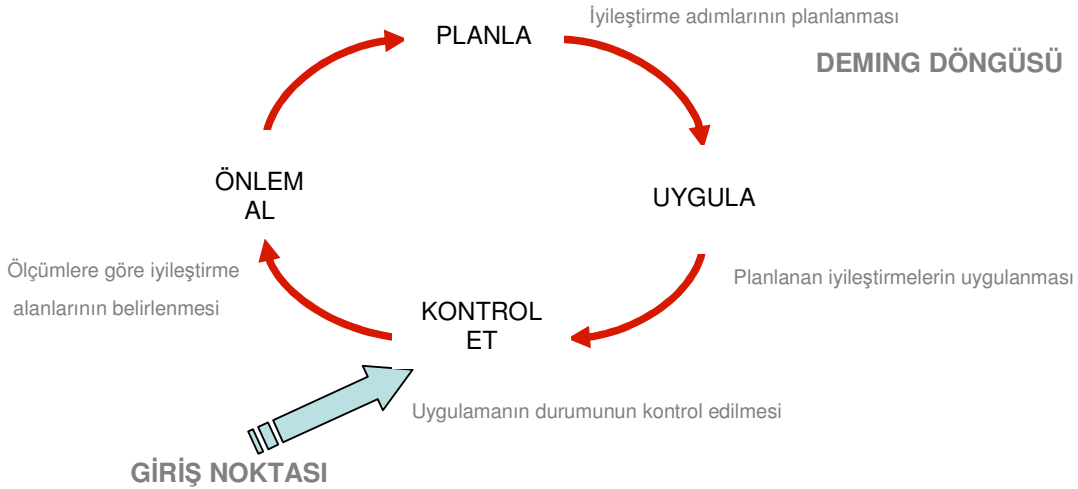 İyileştirme adımlarının planlanması
PLANLA
DEMING DÖNGÜSÜ
ÖNLEM
AL
UYGULA
Ölçümlere göre iyileştirme
alanlarının belirlenmesi
Planlanan iyileştirmelerin uygulanması
KONTROL
ET
Uygulamanın durumunun kontrol edilmesi
GİRİŞ NOKTASI